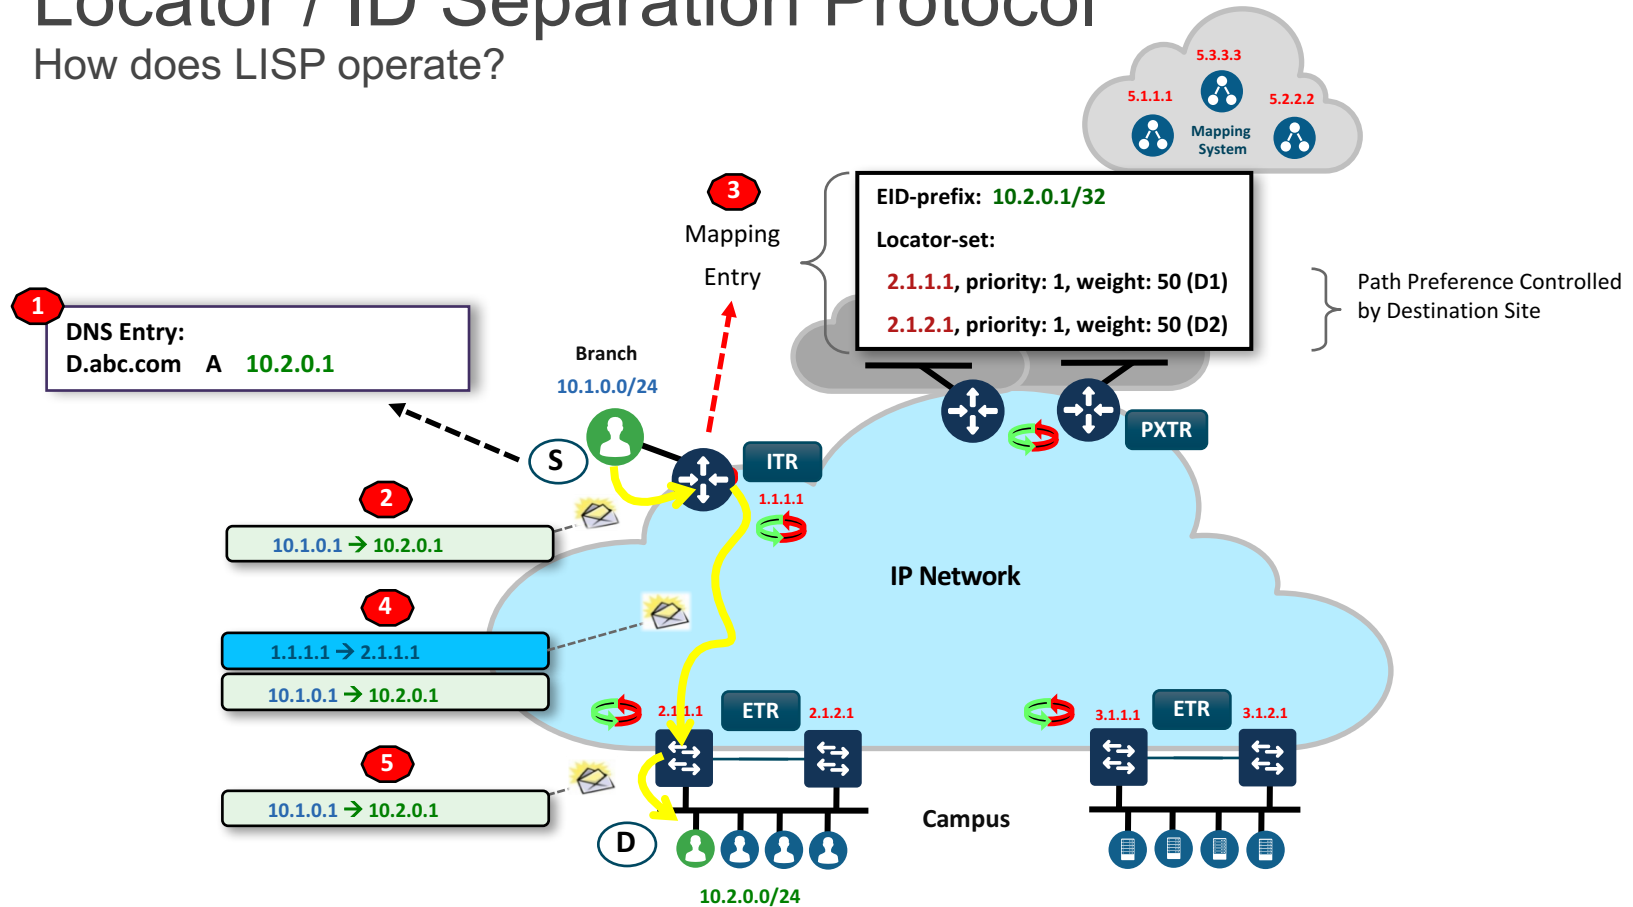 Locator / ID Separation Protocol
How does LISP operate?
5.3.3.3
5.1.1.1
5.2.2.2
Mapping
System
3
Mapping
Entry
EID-prefix: 10.2.0.1/32
Locator-set:
2.1.1.1, priority: 1, weight: 50 (D1)
2.1.2.1, priority: 1, weight: 50 (D2)
Path Preference Controlled
by Destination Site
1
DNS Entry:
D.abc.com A 10.2.0.1
Branch
10.1.0.0/24
S
ITR
1.1.1.1
PXTR
2
10.1.0.1 → 10.2.0.1
IP Network
4
1.1.1.1 → 2.1.1.1
10.1.0.1 → 10.2.0.1
2.1.1.1
ETR
2.1.2.1
3.1.1.1
ETR
3.1.2.1
5
10.1.0.1 → 10.2.0.1
D
Campus
10.2.0.0/24